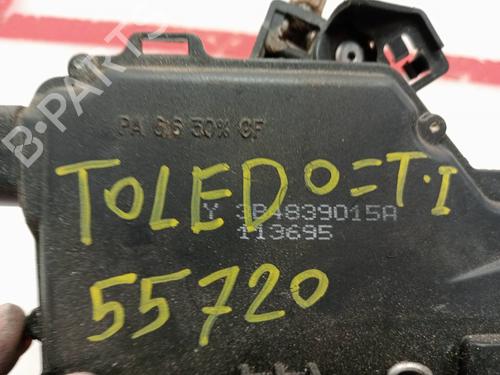 PA 6.6 30% GF
TOLEDO=T.I
Y 3B4839015A
113695
55720
B-PARTS